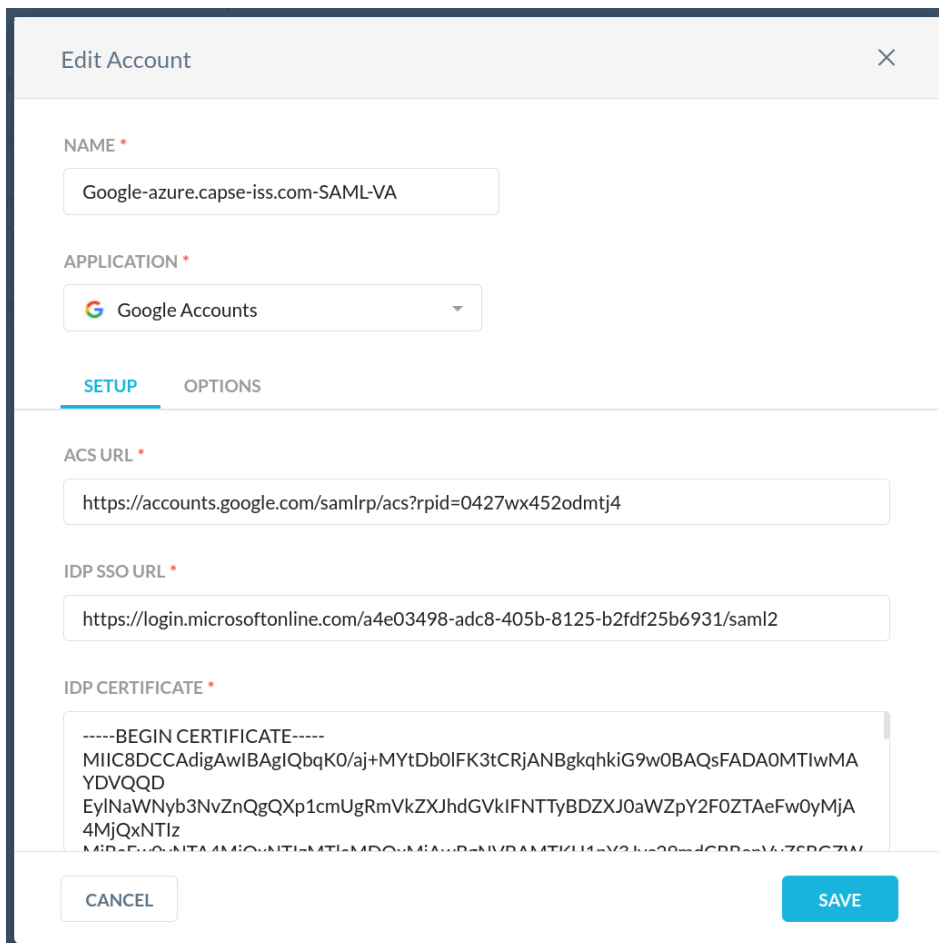 Edit Account
NAME *
Google-azure.capse-iss.com-SAML-VA
APPLICATION *
Google Accounts
SETUP OPTIONS
ACS URL *
https://accounts.google.com/samlrp/acs?rpid=0427wx452odmtj4
IDP SSO URL *
https://login.microsoftonline.com/a4e03498-adc8-405b-8125-b2fdf25b6931/saml2
IDP CERTIFICATE *
-----BEGIN CERTIFICATE-----
MIIC8DCCAdigAwIBAgIQbqK0/aj+MYtDb0lFK3tCRjANBgkqhkiG9w0BAQsFADA0MTIwMA
YDVQQD
EylNaWNyb3NvZnQgQXp1cmUgRmVkZXJhdGVkIFNTTyBDZXJ0aWZpY2F0ZTAeFw0yMjA
4MjQxNTIz
CANCEL SAVE